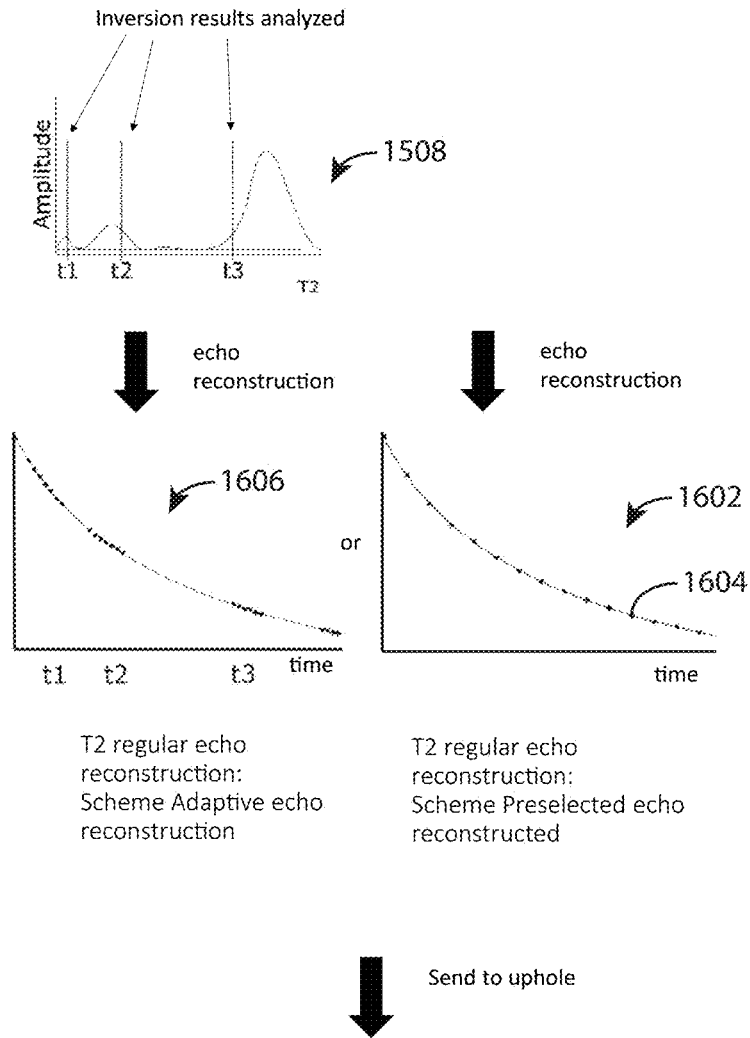 Inversion results analyzed
1508
Amplitude
t1 t2 t3
T2
echo
reconstruction
echo
reconstruction
1606
1602
or
1604
t1 t2 t3 time
time
T2 regular echo
reconstruction:
Scheme Adaptive echo
reconstruction
T2 regular echo
reconstruction:
Scheme Preselected echo
reconstructed
Send to uphole